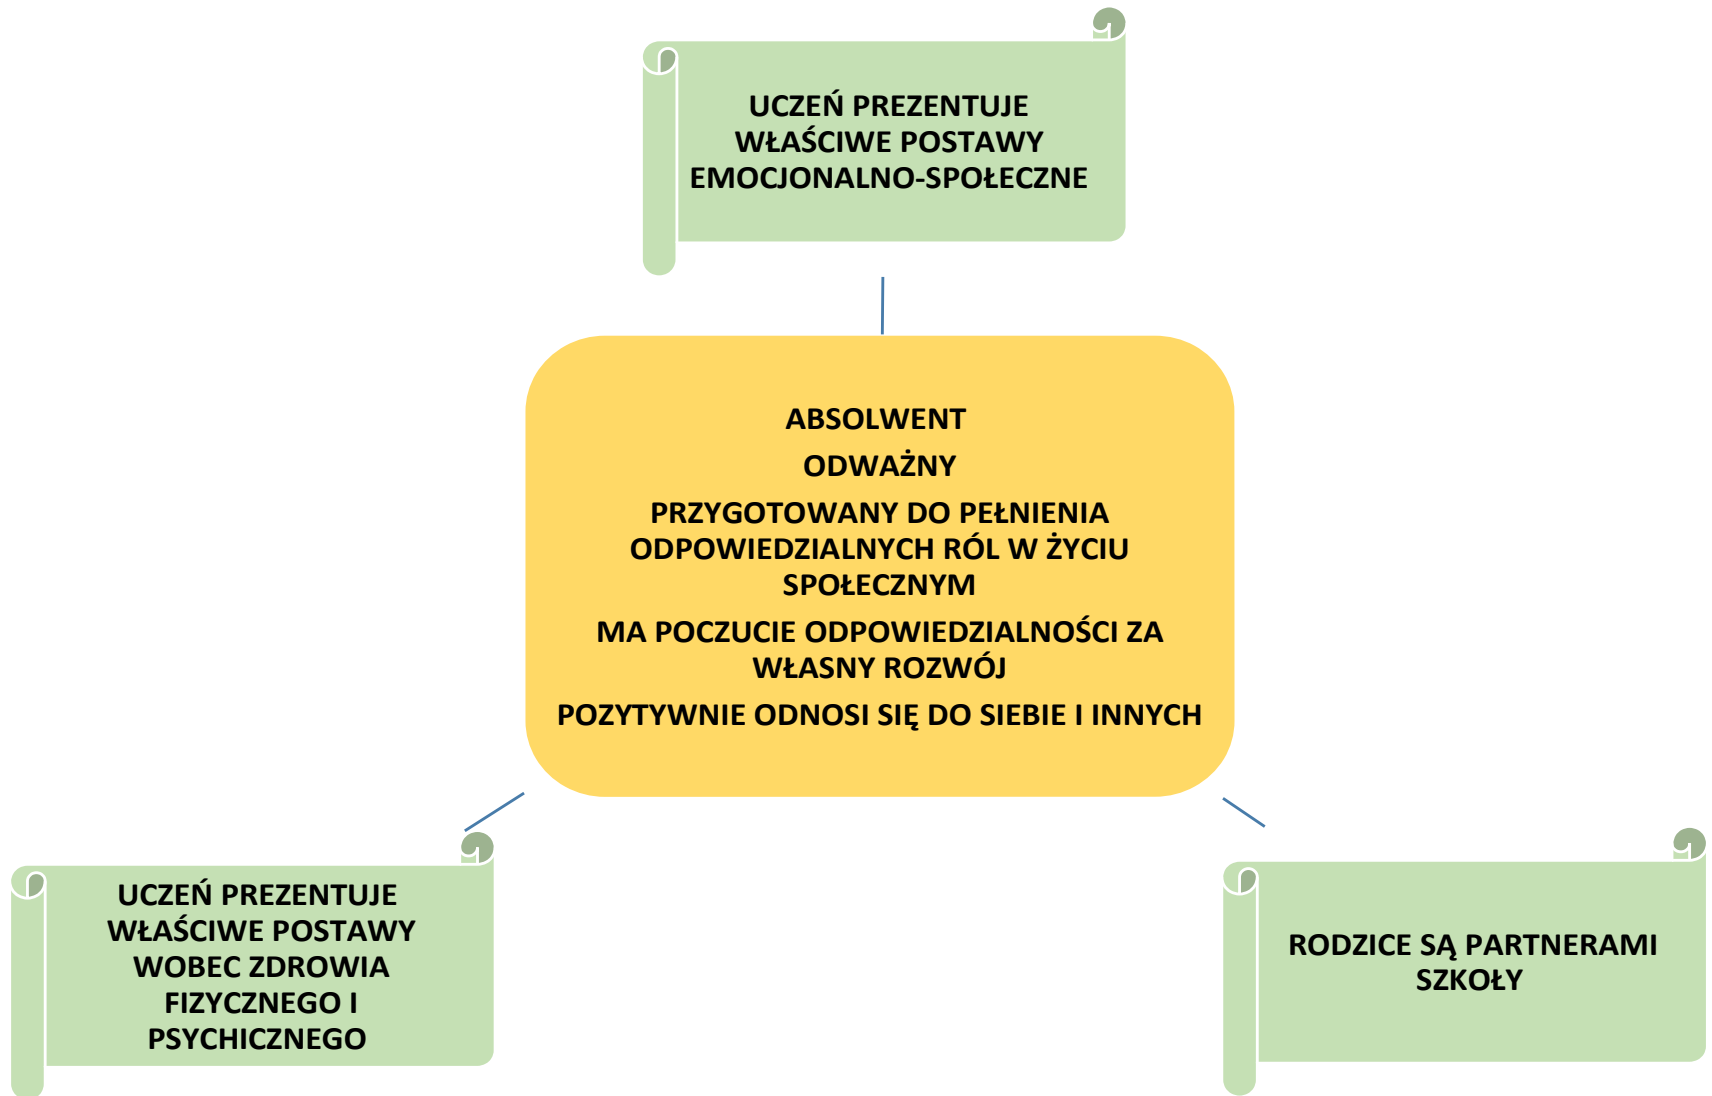 UCZEŃ PREZENTUJE
WŁAŚCIWE POSTAWY
EMOCJONALNO-SPOŁECZNE
ABSOLWENT
ODWAŻNY
PRZYGOTOWANY DO PEŁNIENIA
ODPOWIEDZIALNYCH RÓL W ŻYCIU
SPOŁECZNYM
MA POCZUCIE ODPOWIEDZIALNOŚCI ZA
WŁASNY ROZWÓJ
POZYTYWNIE ODNOSI SIĘ DO SIEBIE I INNYCH
UCZEŃ PREZENTUJE
WŁAŚCIWE POSTAWY
WOBEC ZDROWIA
FIZYCZNEGO I
PSYCHICZNEGO
RODZICE SĄ PARTNERAMI
SZKOŁY